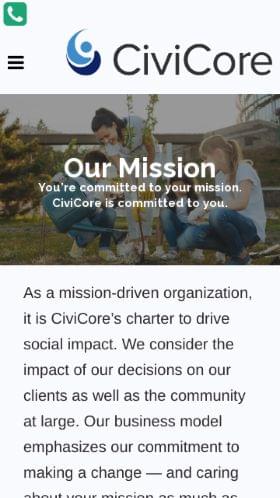 CiviCore
Our Mission
You're committed to your mission.
CiviCore is committed to you.
As a mission-driven organization,
it is CiviCore’s charter to drive
social impact. We consider the
impact of our decisions on our
clients as well as the community
at large. Our business model
emphasizes our commitment to
making a change — and caring
about your mission as much as